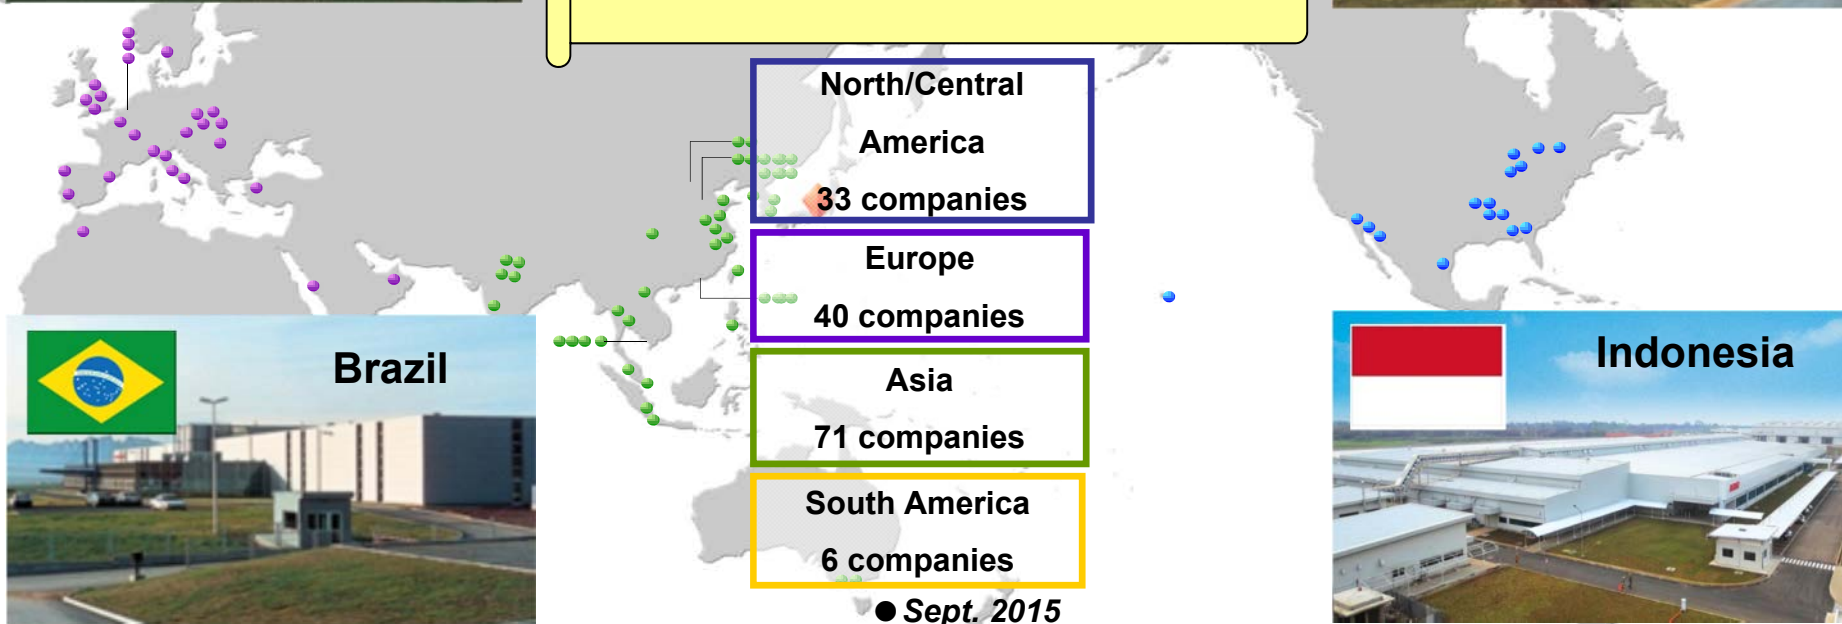 North/Central
America
33 companies
Europe
40 companies
Asia
71 companies
South America
6 companies
● Sept. 2015
Brazil
Indonesia